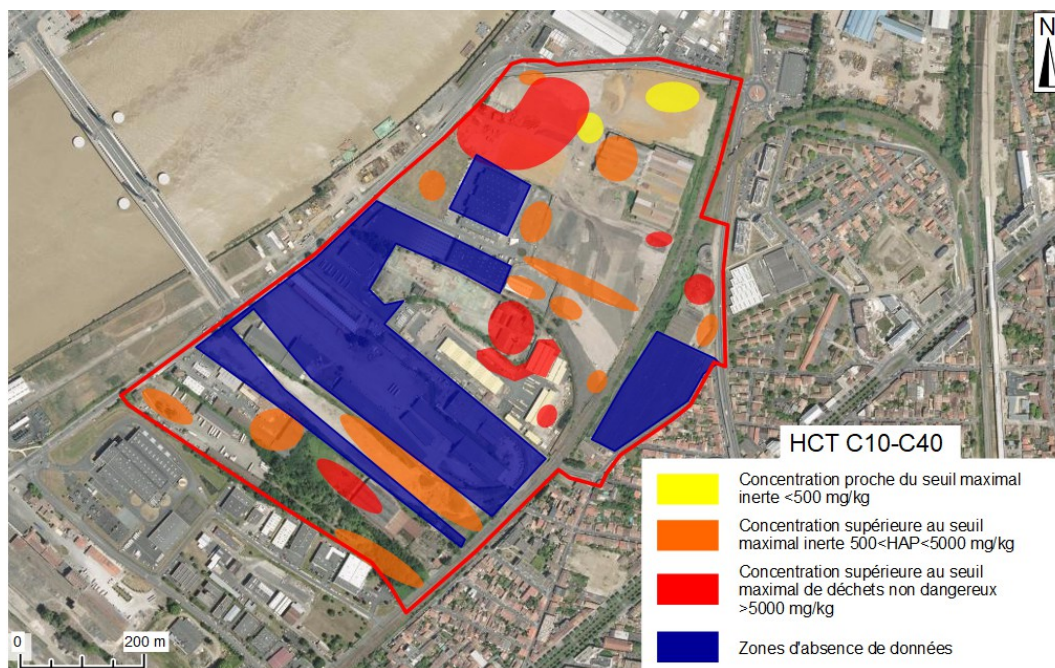 N
HCT C10-C40
Concentration proche du seuil maximal
inerte <500 mg/kg
Concentration supérieure au seuil
maximal inerte 500<HAP<5000 mg/kg
Concentration supérieure au seuil
maximal de déchets non dangereux
>5000 mg/kg
Zones d'absence de données
0 200 m